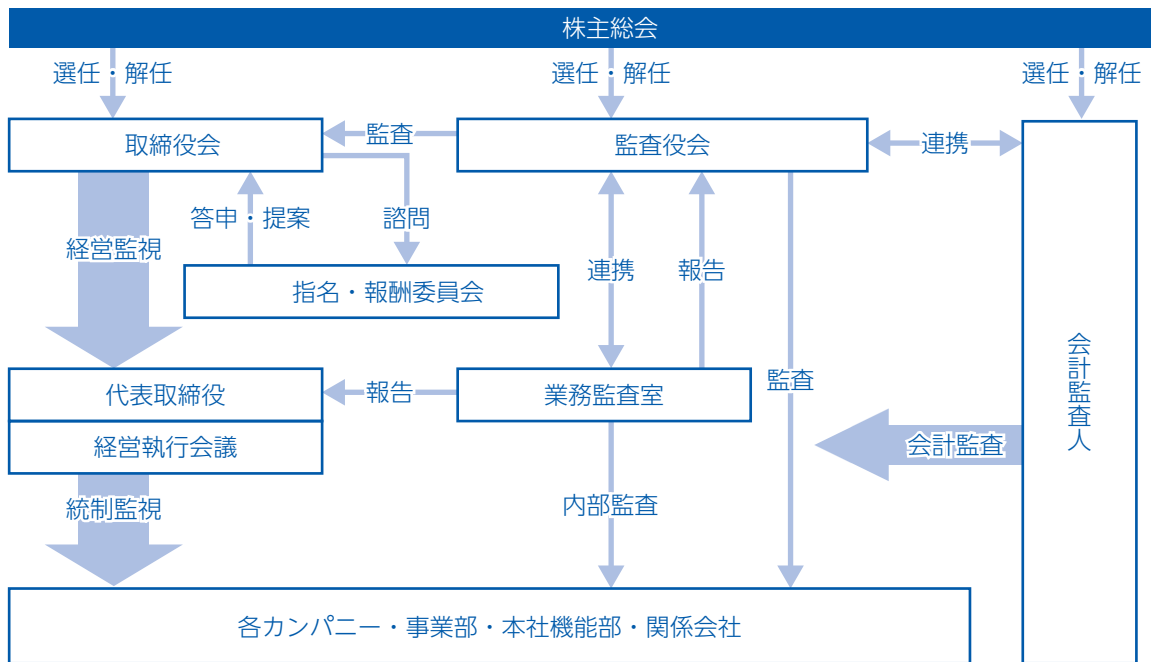 株主総会
選任・解任
選任・解任
選任・解任
取締役会
監査
監査役会
連携
答申・提案
諮問
経営監視
連携
報告
指名・報酬委員会
代表取締役
報告
業務監査室
監査
経営執行会議
会計監査
会計監査人
統制監視
内部監査
各カンパニー・事業部・本社機能部・関係会社